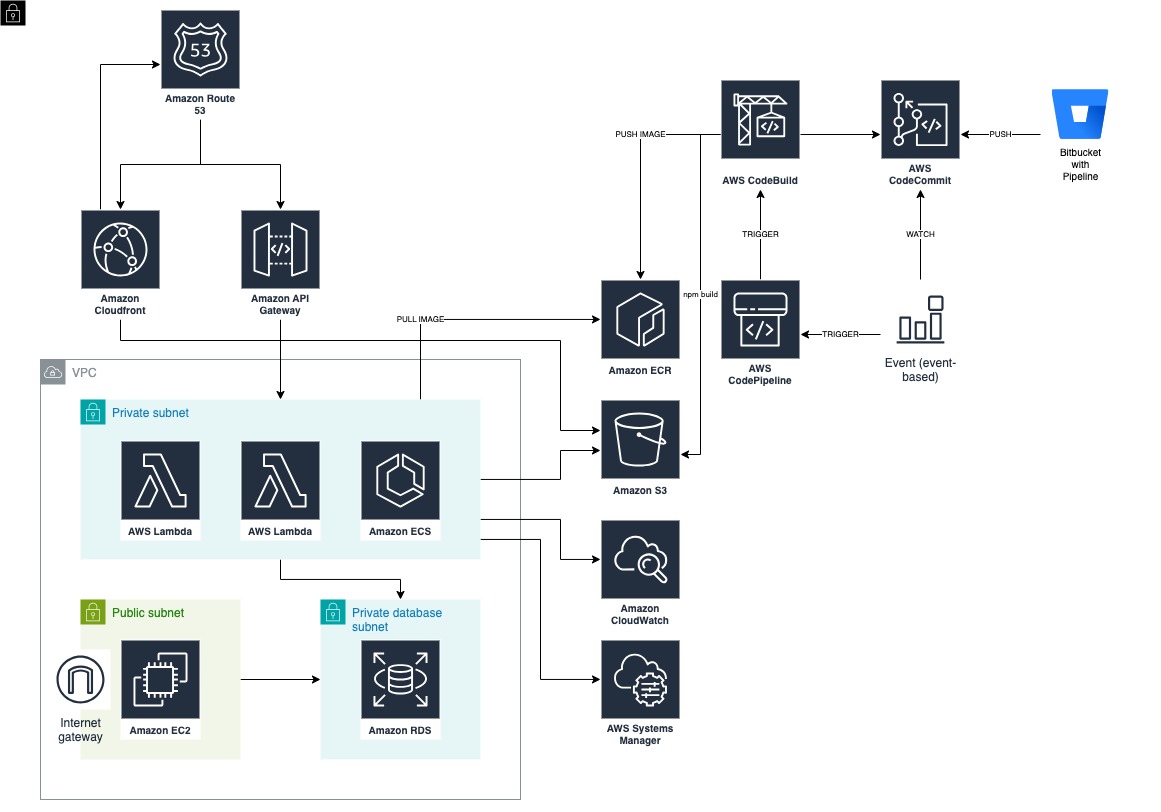 53
Amazon Route
53
PUSH IMAGE
PUSH
AWS CodeBuild
AWS
CodeCommit
Bitbucket
with
Pipeline
TRIGGER
WATCH
Amazon
Cloudfront
Amazon API
Gateway
npm build
PULL IMAGE
TRIGGER
Amazon ECR
AWS
CodePipeline
Event (event-
based)
VPC
Private subnet
AWS Lambda
AWS Lambda
Amazon ECS
Amazon S3
Amazon
CloudWatch
Public subnet
Private database
subnet
Internet
gateway
Amazon EC2
Amazon RDS
AWS Systems
Manager